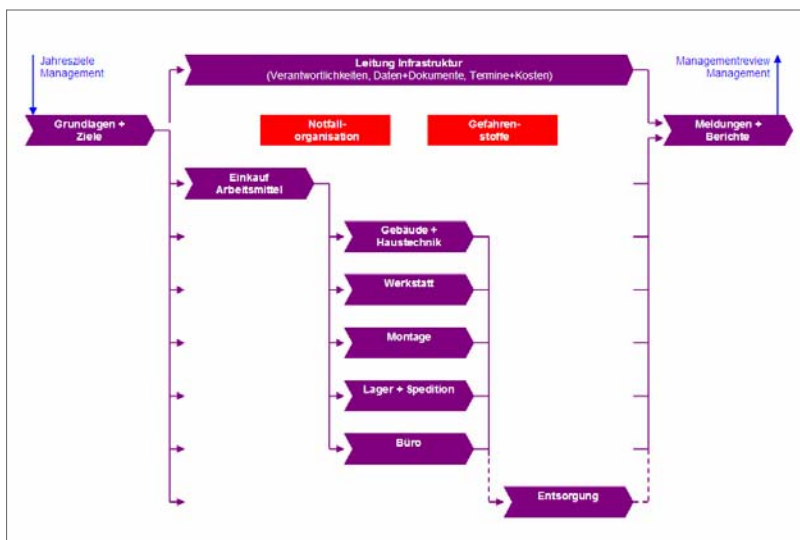 Jahresziele
Management
Leitung Infrastruktur
(Verantwortlichkeiten, Daten+Dokumente, Termine+Kosten)
Managementreview
Management
Grundlagen +
Ziele
Notfall-
organisation
Gefahren-
stoffe
Meldungen +
Berichte
Einkauf
Arbeitsmittel
Gebäude +
Haustechnik
Werkstatt
Montage
Lager + Spedition
Büro
Entsorgung